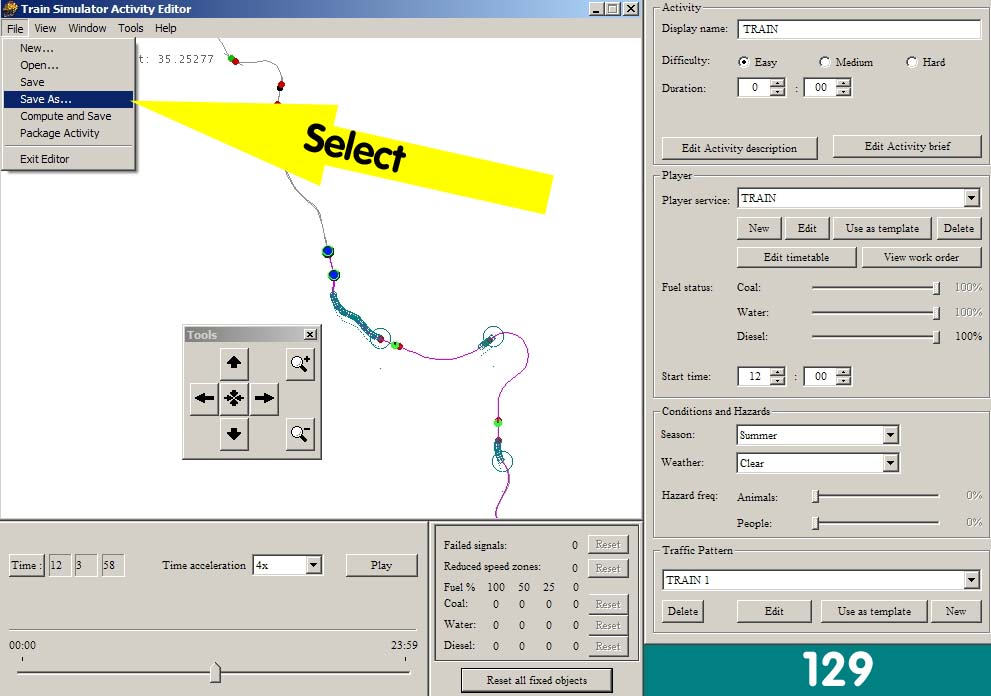 Train Simulator Activity Editor
File View Window Tools Help
New...
Open...
Save
Save As...
Compute and Save
Package Activity
Exit Editor
t: 35.25277
Select
Tools
Time : 12 3 58
Time acceleration 4x
Play
00:00 23:59
Failed signals: 0 Reset
Reduced speed zones: 0 Reset
Fuel % 100 50 25 0
Coal: 0 0 0 0 Reset
Water: 0 0 0 0 Reset
Diesel: 0 0 0 0 Reset
Reset all fixed objects
Activity
Display name: TRAIN
Difficulty: Easy Medium Hard
Duration: 0 : 00
Edit Activity description Edit Activity brief
Player
Player service: TRAIN
New Edit Use as template Delete
Edit timetable View work order
Fuel status: Coal: 100%
Water: 100%
Diesel: 100%
Start time: 12 : 00
Conditions and Hazards
Season: Summer
Weather: Clear
Hazard freq: Animals: 0%
People: 0%
Traffic Pattern
TRAIN 1
Delete Edit Use as template New
129